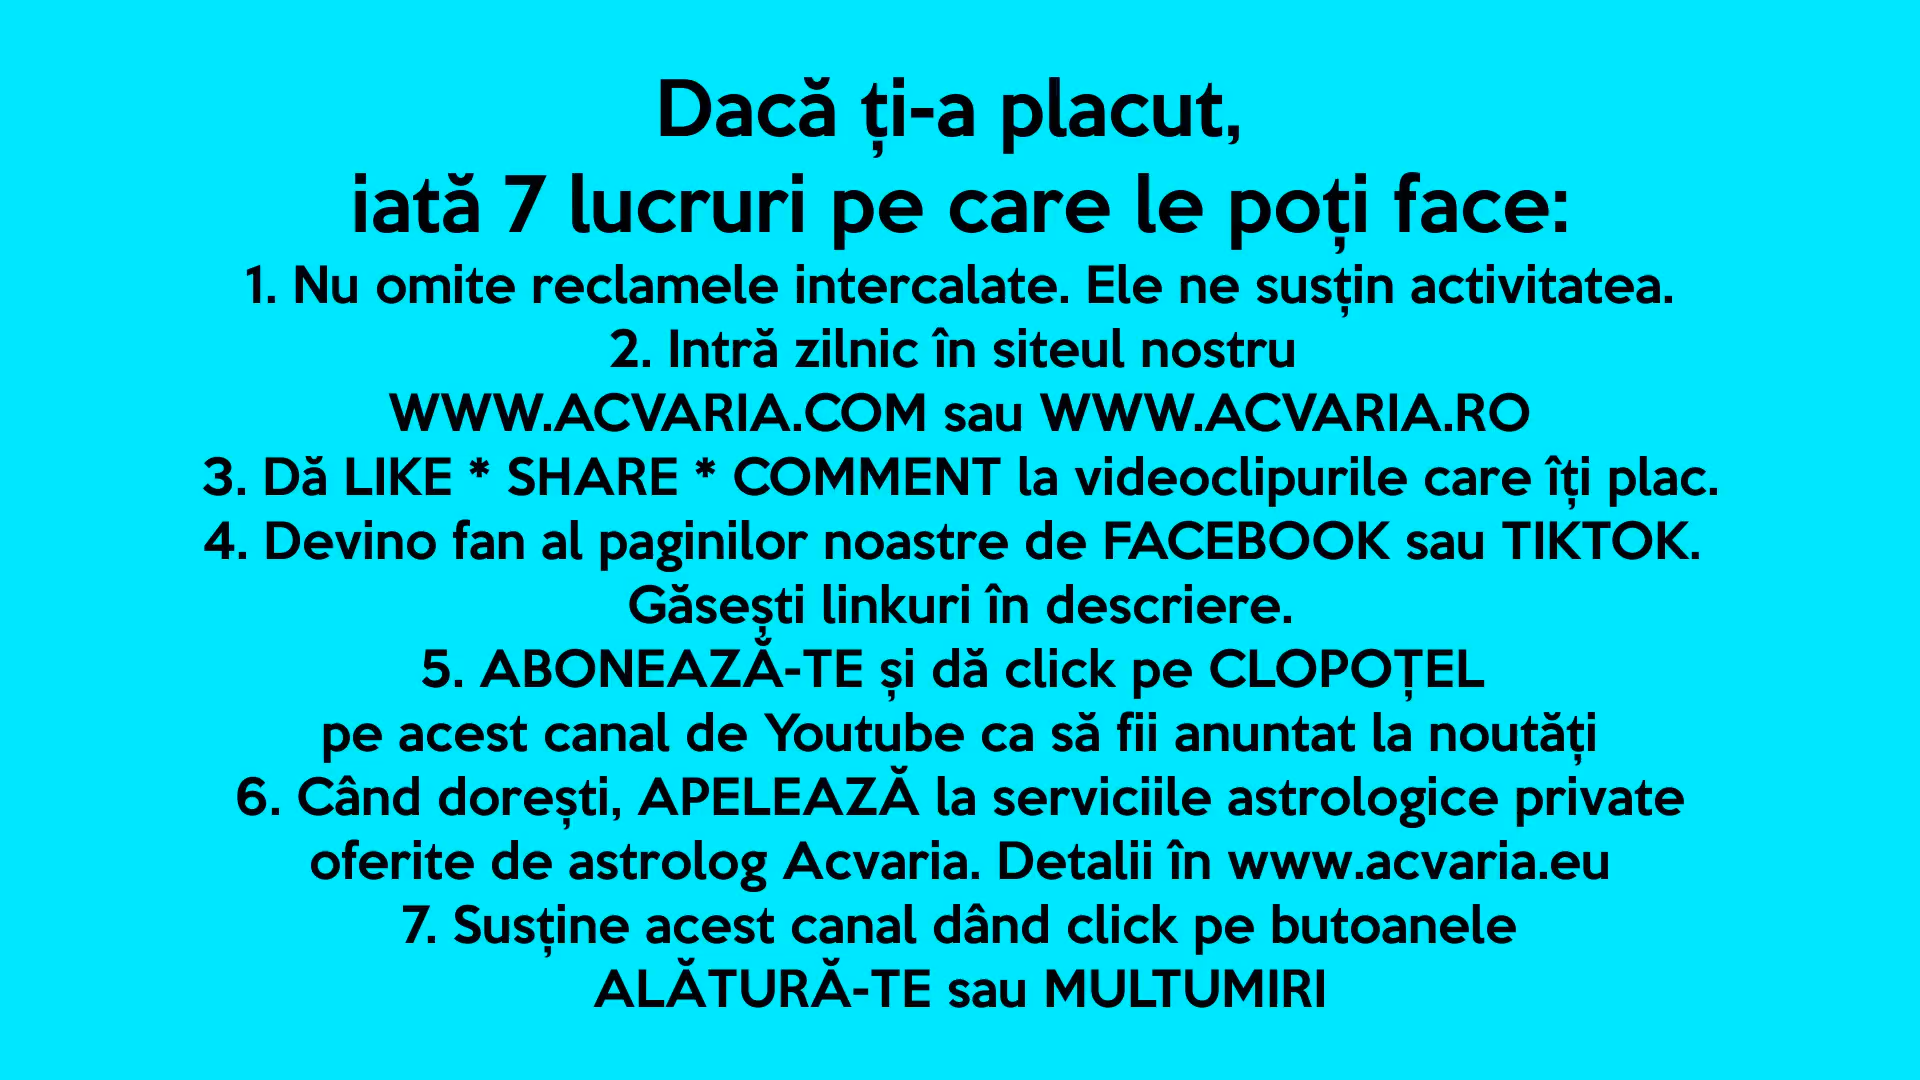 Dacă ți-a placut,
iată 7 lucruri pe care le poți face:
1. Nu omite reclamele intercalate. Ele ne susțin activitatea.
2. Intră zilnic în siteul nostru
WWW.ACVARIA.COM sau WWW.ACVARIA.RO
3. Dă LIKE * SHARE * COMMENT la videoclipurile care îți plac.
4. Devino fan al paginilor noastre de FACEBOOK sau TIKTOK.
Găsești linkuri în descriere.
5. ABONEAZĂ-TE și dă click pe CLOPOȚEL
pe acest canal de Youtube ca să fii anuntat la noutăți
6. Când dorești, APELEAZĂ la serviciile astrologice private
oferite de astrolog Acvaria. Detalii în www.acvaria.eu
7. Susține acest canal dând click pe butoanele
ALĂTURĂ-TE sau MULTUMIRI